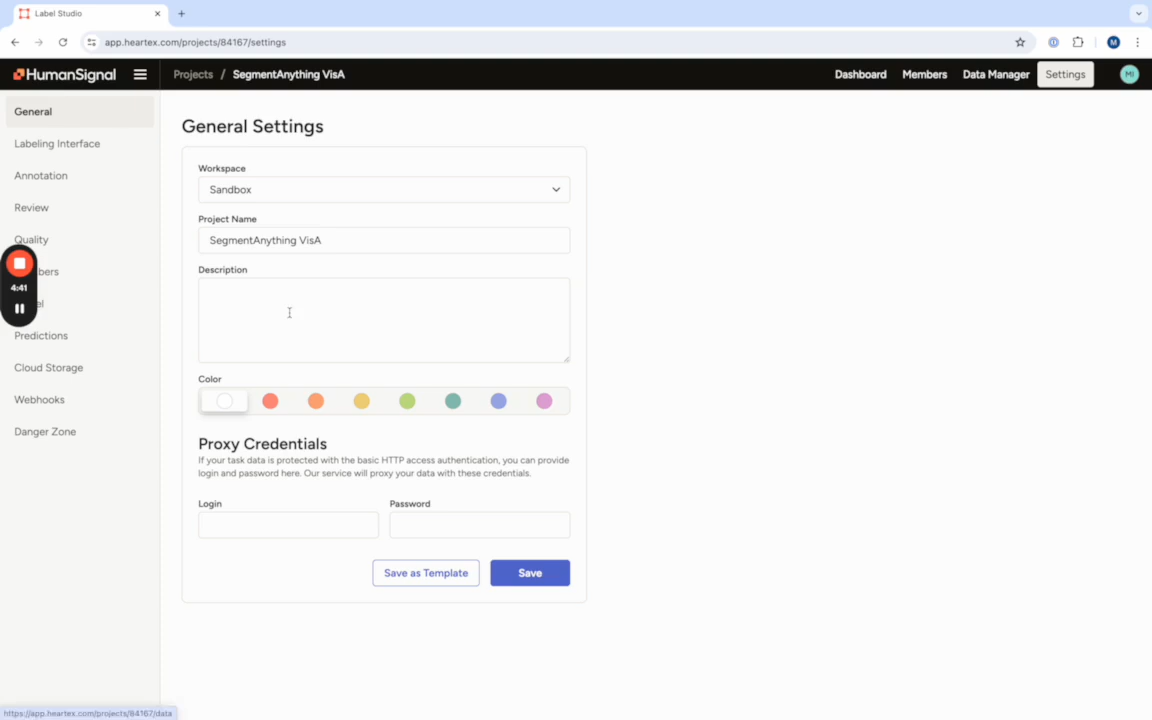 Label Studio
app.heartex.com/projects/84167/settings
M
HumanSignal
Projects / SegmentAnything VisA
Dashboard
Members
Data Manager
Settings
MI
General
Labeling Interface
Annotation
Review
Quality
bers
4:41
el
Predictions
Cloud Storage
Webhooks
Danger Zone
General Settings
Workspace
Sandbox
Project Name
SegmentAnything VisA
Description
Color
Proxy Credentials
If your task data is protected with the basic HTTP access authentication, you can provide
login and password here. Our service will proxy your data with these credentials.
Login
Password
Save as Template
Save
https://app.heartex.com/projects/84167/data